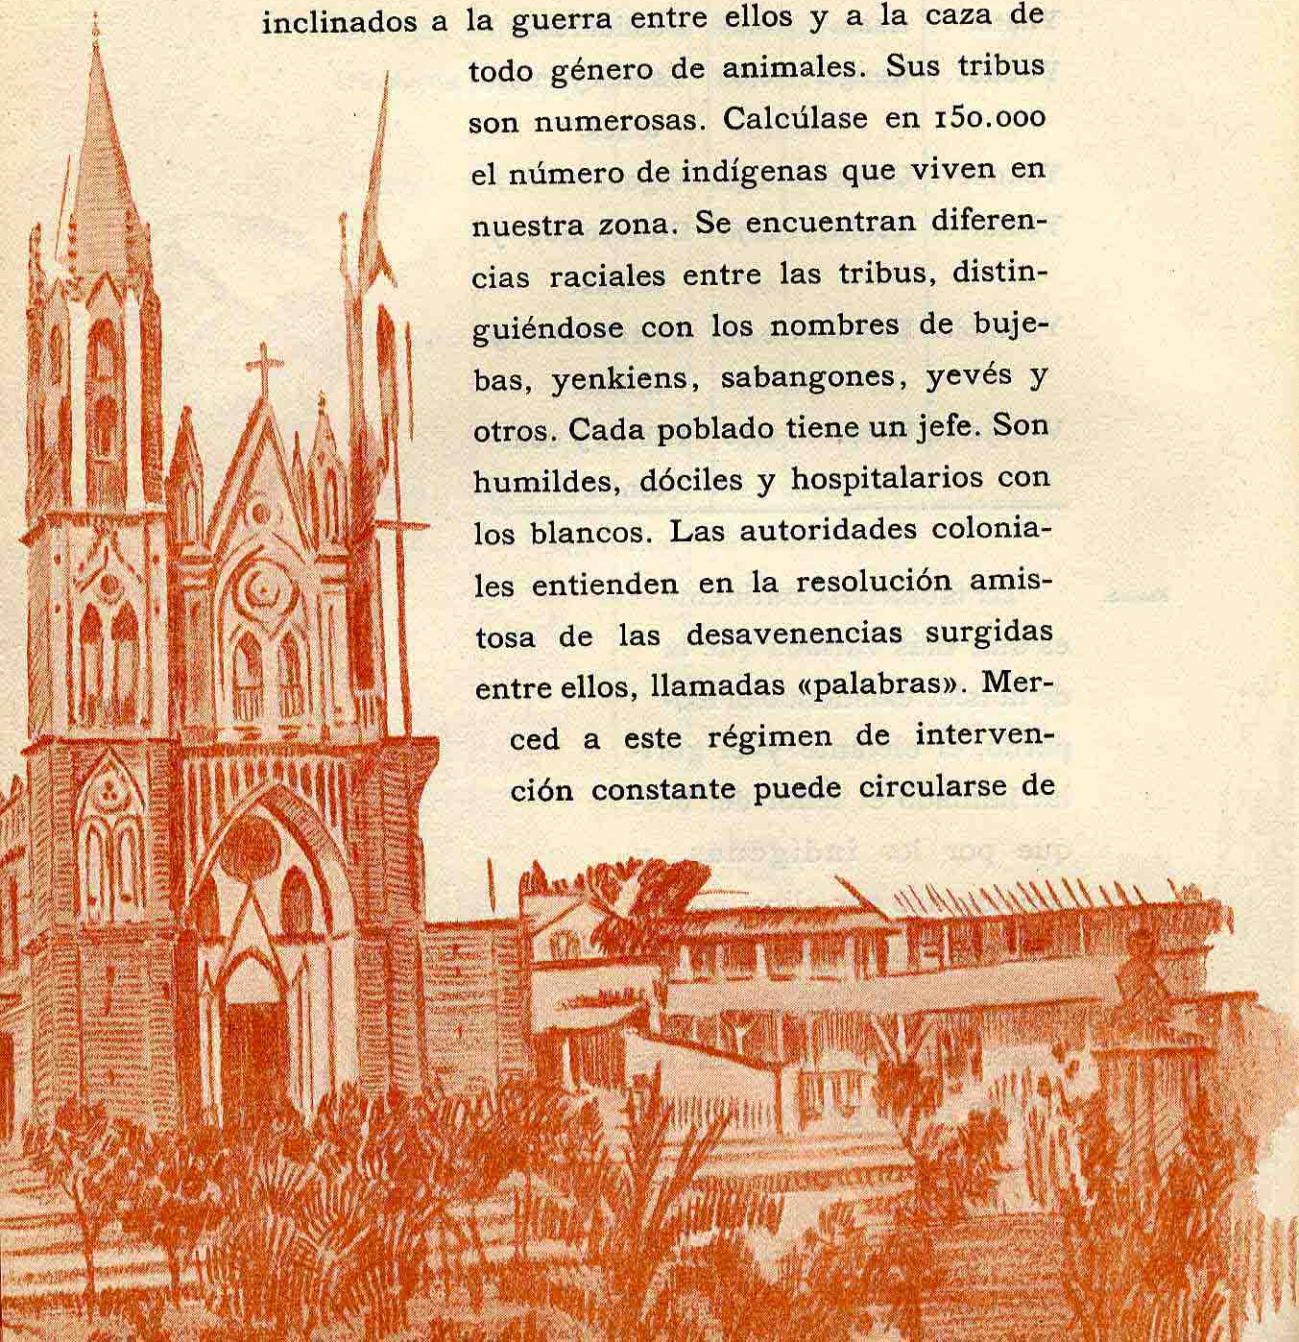 inclinados a la guerra entre ellos y a la caza de
todo género de animales. Sus tribus
son numerosas. Calcúlase en 150.000
el número de indígenas que viven en
nuestra zona. Se encuentran diferen-
cias raciales entre las tribus, distin-
guiéndose con los nombres de buje-
bas, yenkiens, sabangones, yevés y
otros. Cada poblado tiene un jefe. Son
humildes, dóciles y hospitalarios con
los blancos. Las autoridades colonia-
les entienden en la resolución amis-
tosa de las desavenencias surgidas
entre ellos, llamadas «palabras». Mer-
ced a este régimen de interven-
ción constante puede circularse de